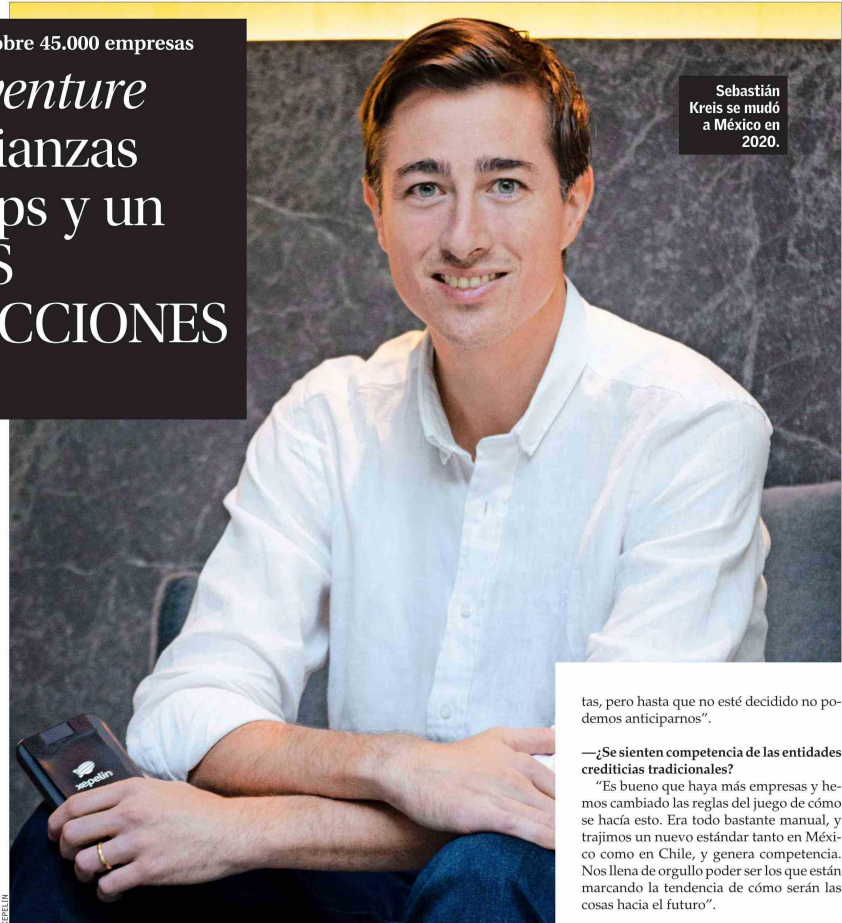 obre 45.000 empresas
venture
ianzas
ps y un
S
CCIONES
Sebastián
Kreis se mudó
a México en
2020.
xepelin
tas, pero hasta que no esté decidido no po-
demos anticiparnos”.
—¿Se sienten competencia de las entidades
crediticias tradicionales?
“Es bueno que haya más empresas y he-
mos cambiado las reglas del juego de cómo
se hacía esto. Era todo bastante manual, y
trajimos un nuevo estándar tanto en Méxi-
co como en Chile, y genera competencia.
Nos llena de orgullo poder ser los que están
marcando la tendencia de cómo serán las
cosas hacia el futuro”.
XEPELIN